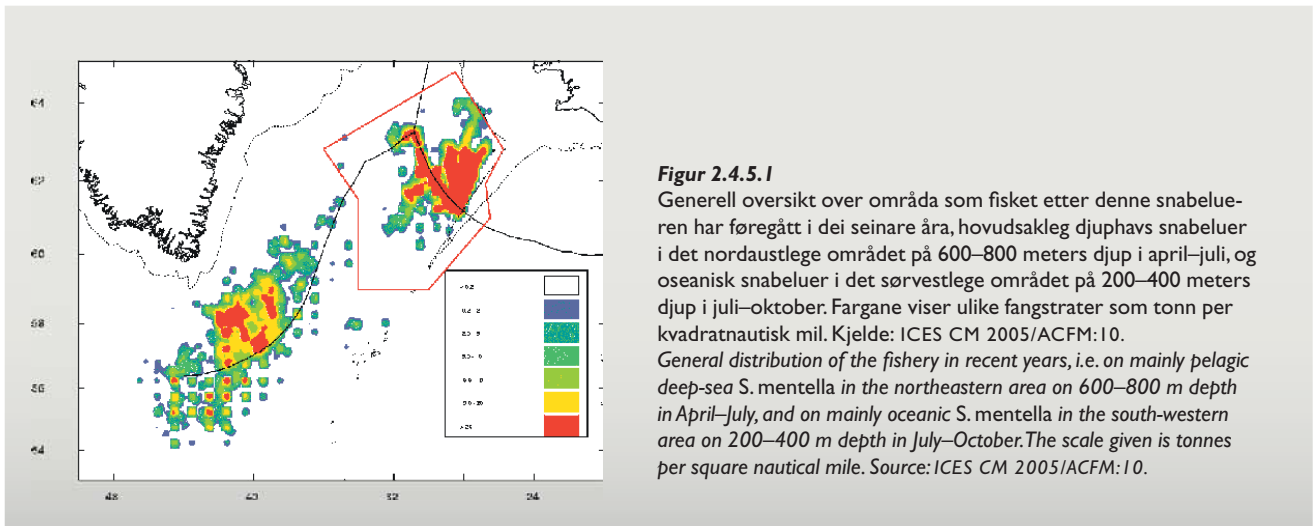 64
62
60
58
56
54
48
40
32
24
Figur 2.4.5.1
Generell oversikt over områda som fisket etter denne snabelue-
ren har føregått i dei seinare åra, hovudsakleg djuphavs snabeluer
i det nordaustlege området på 600–800 meters djup i april–juli, og
oseanisk snabeluer i det sørvestlege området på 200–400 meters
djup i juli–oktober. Fargane viser ulike fangstrater som tonn per
kvadratnautisk mil. Kjelde: ICES CM 2005/ACFM:10.
General distribution of the fishery in recent years, i.e. on mainly pelagic
deep-sea S. mentella in the northeastern area on 600–800 m depth
in April–July, and on mainly oceanic S. mentella in the south-western
area on 200–400 m depth in July–October. The scale given is tonnes
per square nautical mile. Source: ICES CM 2005/ACFM:10.